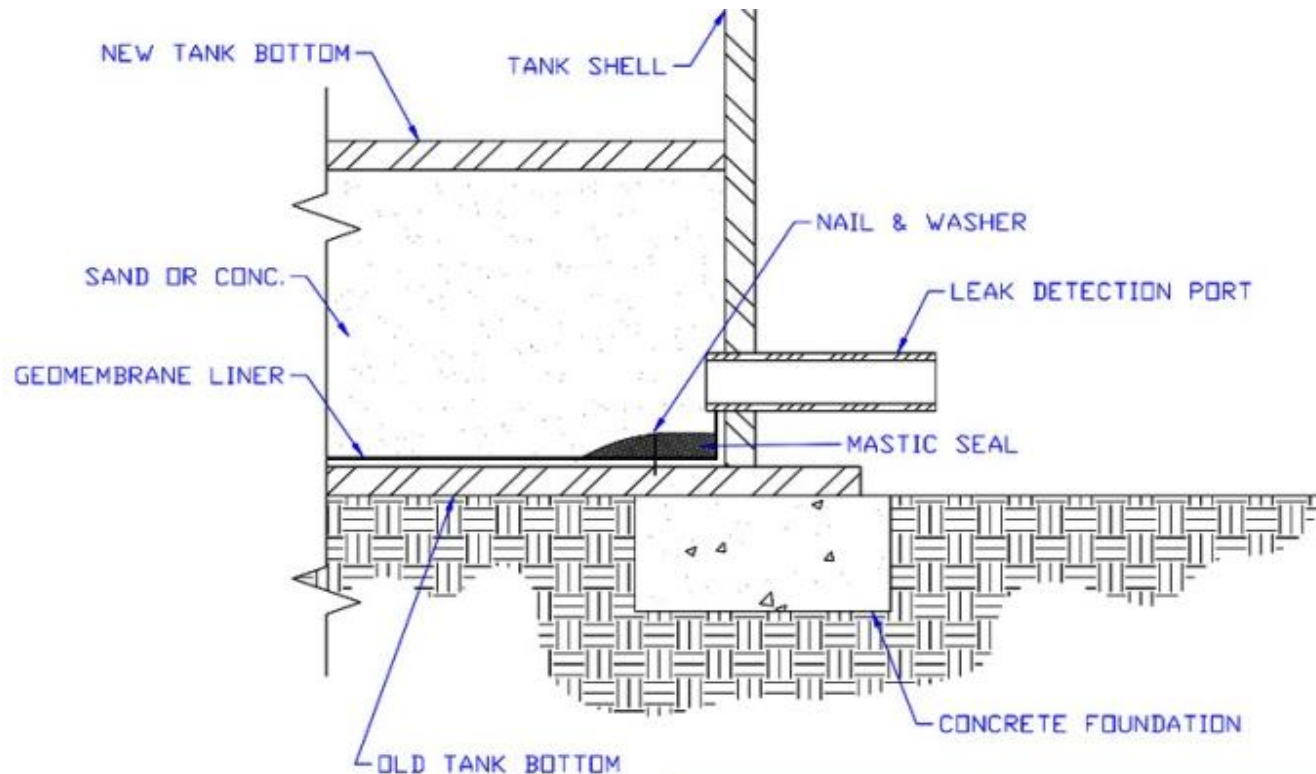 NEW TANK BOTTOM
TANK SHELL
NAIL & WASHER
SAND OR CONC.
LEAK DETECTION PORT
GEOMEMBRANE LINER
MASTIC SEAL
CONCRETE FOUNDATION
OLD TANK BOTTOM